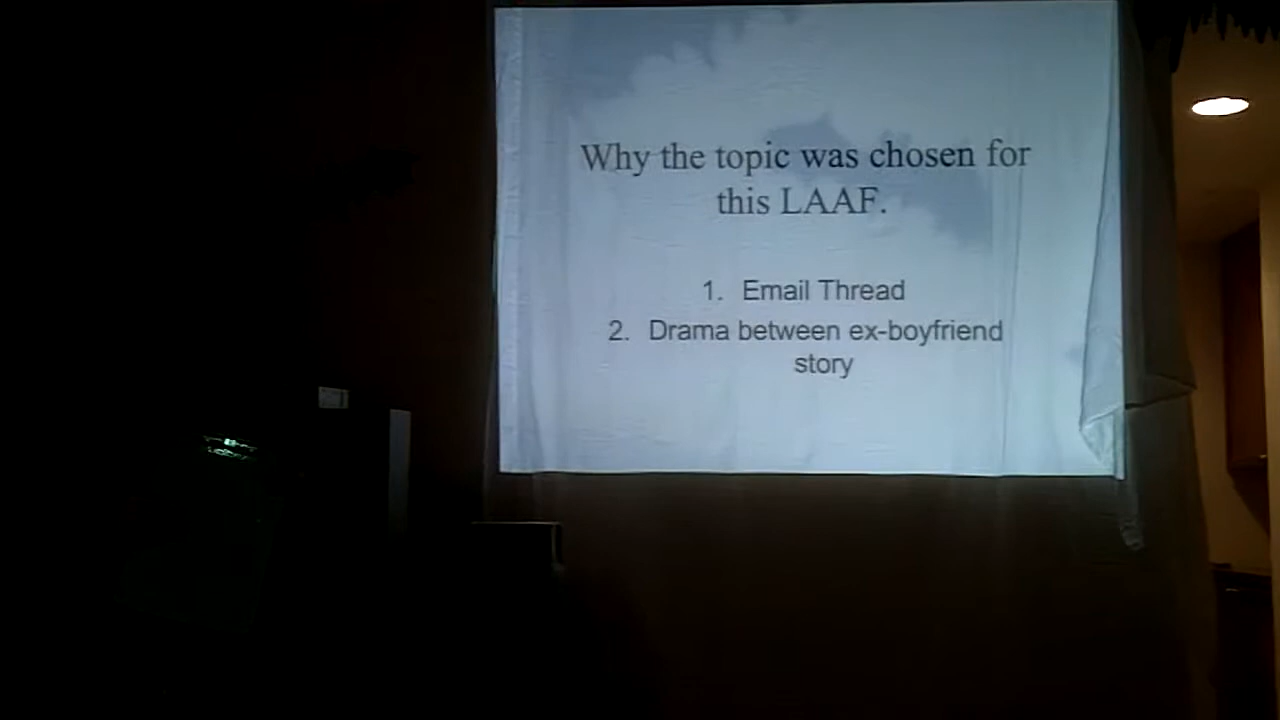 Why the topic was chosen for
this LAAF.
1. Email Thread
2. Drama between ex-boyfriend
story